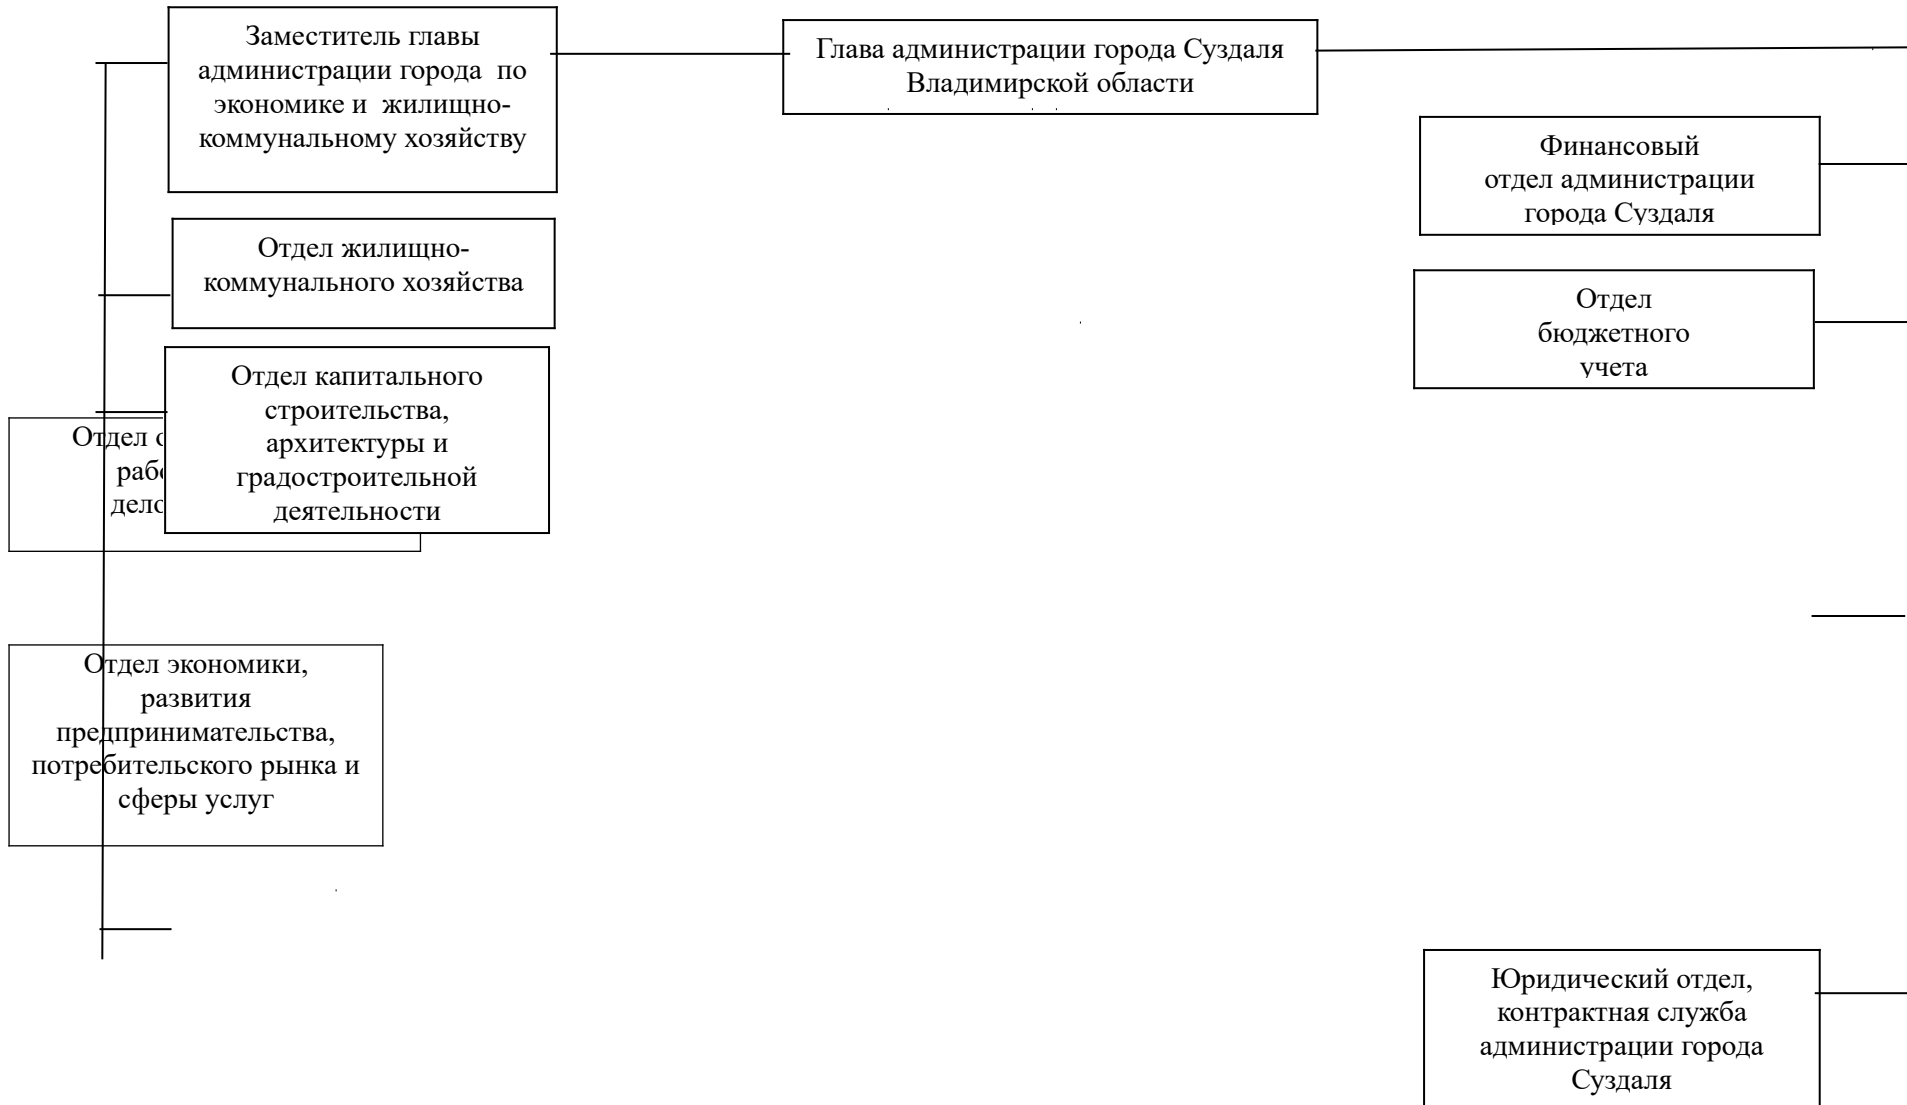 Заместитель главы
администрации города по
экономике и жилищно-
коммунальному хозяйству
Глава администрации города Суздаля
Владимирской области
Финансовый
отдел администрации
города Суздаля
Отдел жилищно-
коммунального хозяйства
Отдел
бюджетного
учета
Отдел капитального
строительства,
архитектуры и
градостроительной
деятельности
Отдел
Отдел экономики,
развития
предпринимательства,
потребительского рынка и
сферы услуг
Юридический отдел,
контрактная служба
администрации города
Суздаля